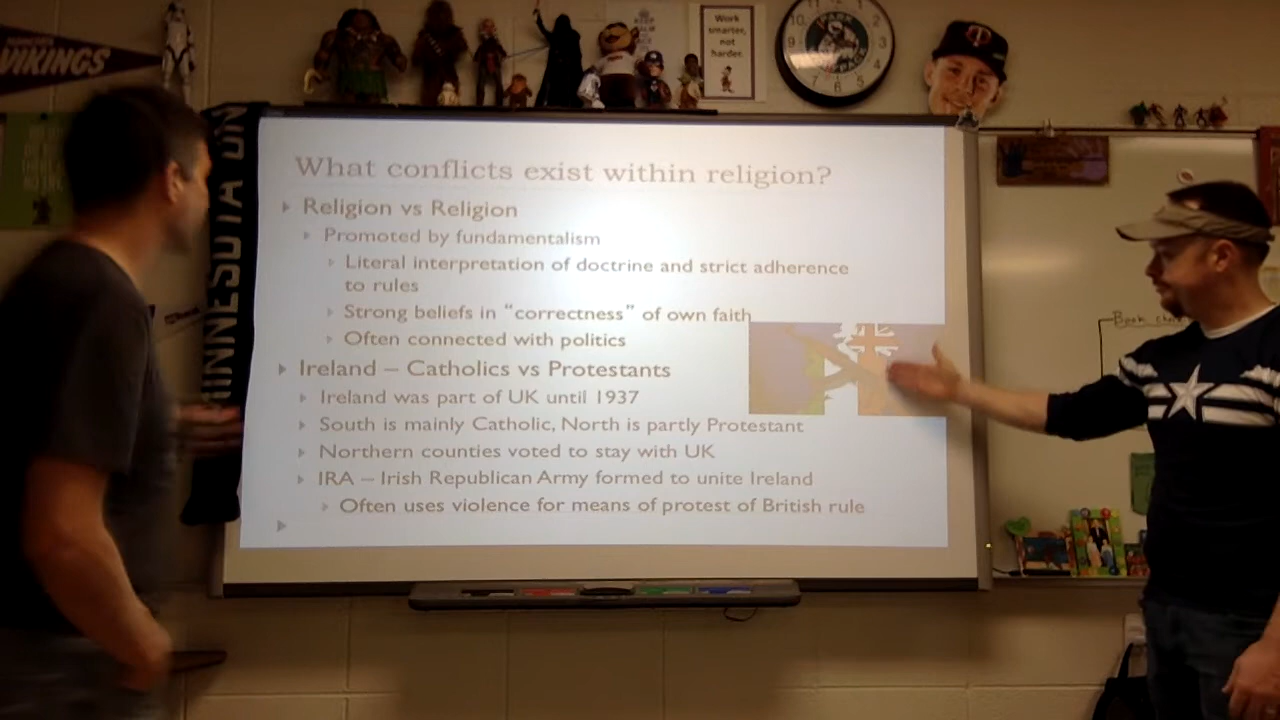 VIKINGS
Work
smarter,
not
harder.
MINNESOTA UN
What conflicts exist within religion?
Religion vs Religion
Promoted by fundamentalism
Literal interpretation of doctrine and strict adherence
to rules
Strong beliefs in “correctness” of own faith
Often connected with politics
Ireland – Catholics vs Protestants
Ireland was part of UK until 1937
South is mainly Catholic, North is partly Protestant
Northern counties voted to stay with UK
IRA – Irish Republican Army formed to unite Ireland
Often uses violence for means of protest of British rule
Book